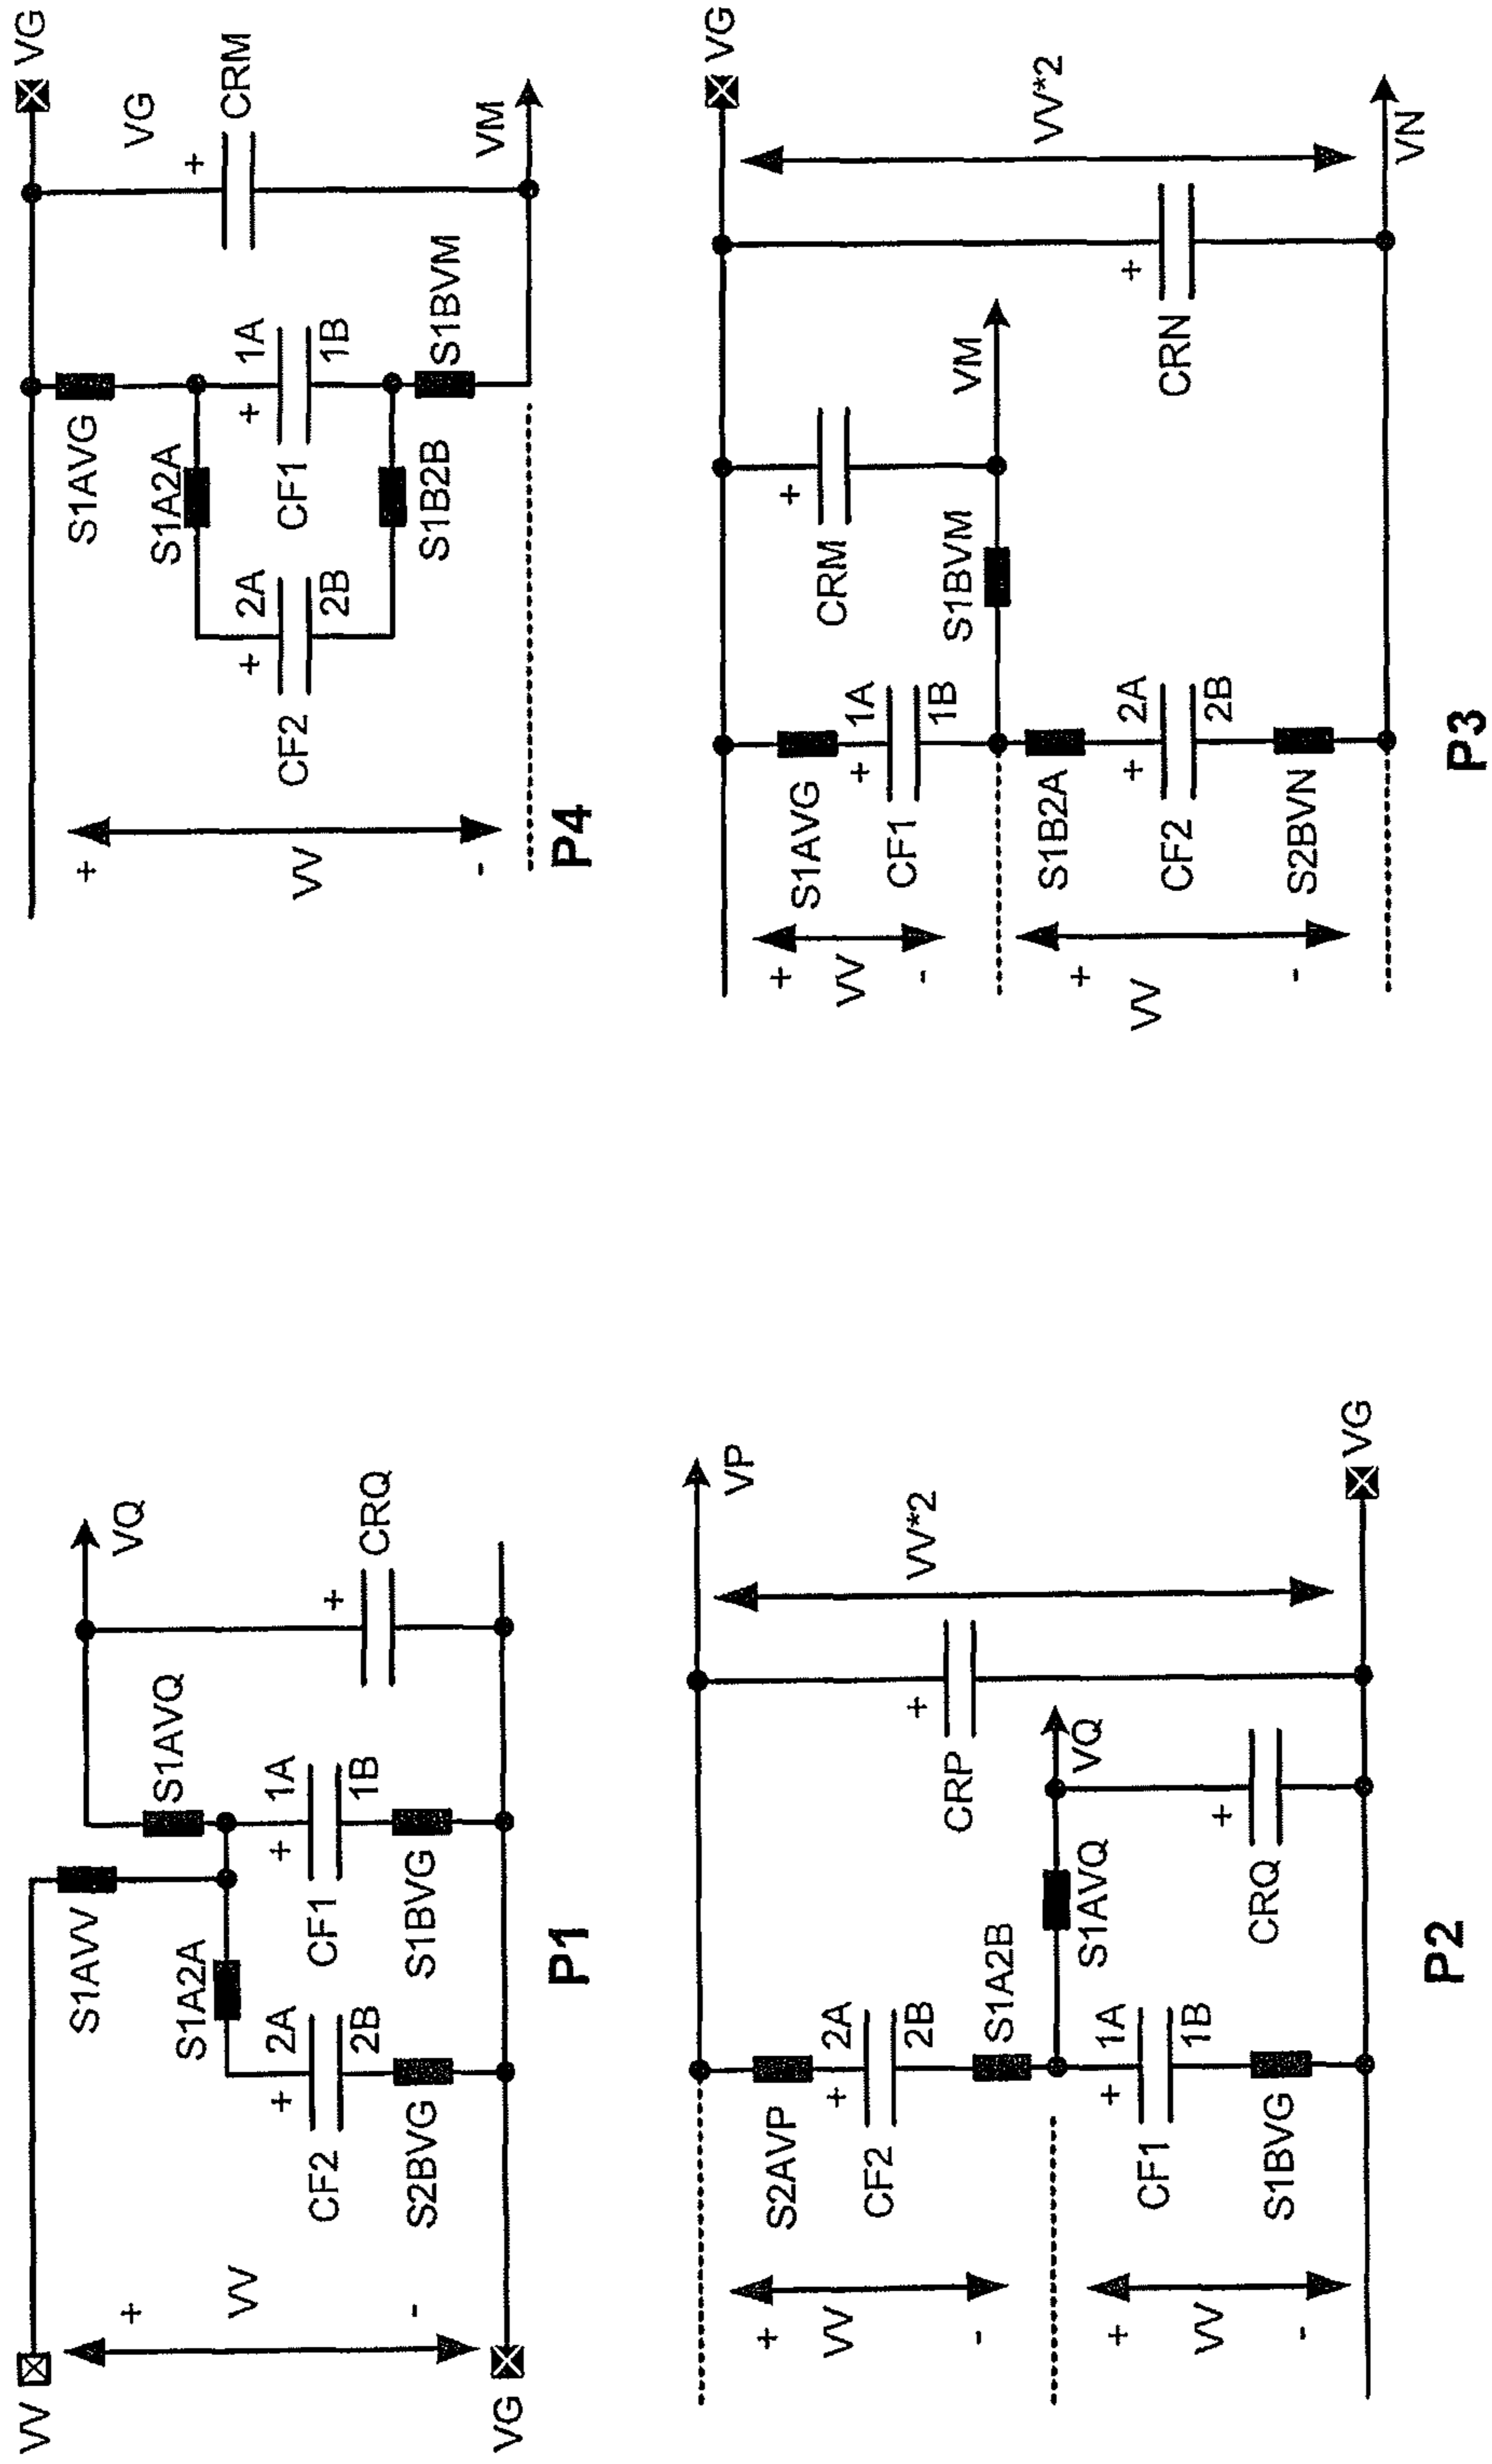 VV
+
VV
-
VG
S1AVV
S1AVQ
VQ
S1A2A
+
2A
CF2
2B
S2BVG
+
1A
CF1
1B
S1BVG
+
CRQ
P1
+
VV
-
S1AVG
S1A2A
+
2A
CF2
2B
+
1A
CF1
1B
S1B2B
S1BVM
VG
+
CRM
VG
VM
P4
+
VV
-
+
VV
-
S2AVP
+
2A
CF2
2B
S1A2B
+
1A
CF1
1B
S1BVG
S1AVQ
VQ
+
CRQ
+
CRP
VV*2
VP
VG
P2
+
VV
-
+
VV
-
S1AVG
+
1A
CF1
1B
S1B2A
+
2A
CF2
2B
S2BVN
S1BVM
+
CRM
VM
+
CRN
VV*2
VG
VN
P3